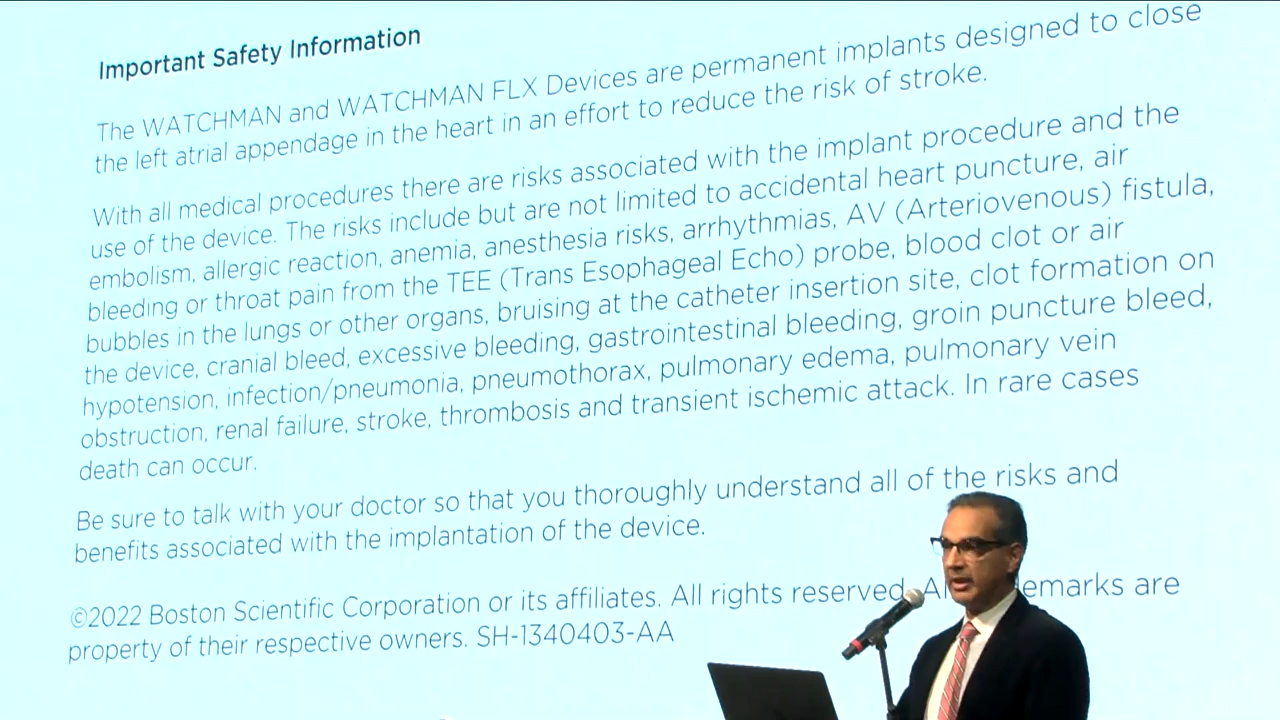 Important Safety Information
The WATCHMAN and WATCHMAN FLX Devices are permanent implants designed to close
the left atrial appendage in the heart in an effort to reduce the risk of stroke.
With all medical procedures there are risks associated with the implant procedure and the
use of the device. The risks include but are not limited to accidental heart puncture, air
embolism, allergic reaction, anemia, anesthesia risks, arrhythmias, AV (Arteriovenous) fistula,
bleeding or throat pain from the TEE (Trans Esophageal Echo) probe, blood clot or air
bubbles in the lungs or other organs, bruising at the catheter insertion site, clot formation on
the device, cranial bleed, excessive bleeding, gastrointestinal bleeding, groin puncture bleed,
hypotension, infection/pneumonia, pneumothorax, pulmonary edema, pulmonary vein
obstruction, renal failure, stroke, thrombosis and transient ischemic attack. In rare cases
death can occur.
Be sure to talk with your doctor so that you thoroughly understand all of the risks and
benefits associated with the implantation of the device.
©2022 Boston Scientific Corporation or its affiliates. All rights reserved. are
property of their respective owners. SH-1340403-AA